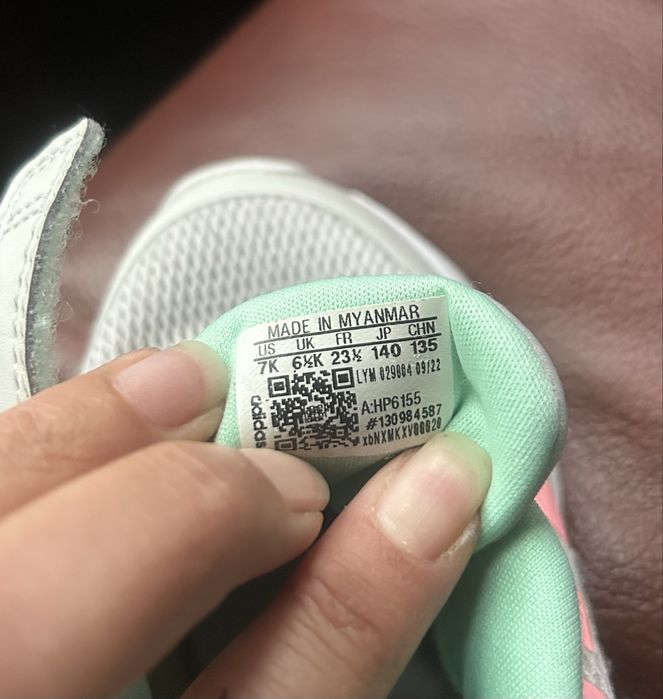 MADE IN MYANMAR
US UK FR JP CHN
7K 6½K 23½ 140 135
LYM 029004 09/22
A:HP6155
#130984587
xbNXMKXV00020
adidas